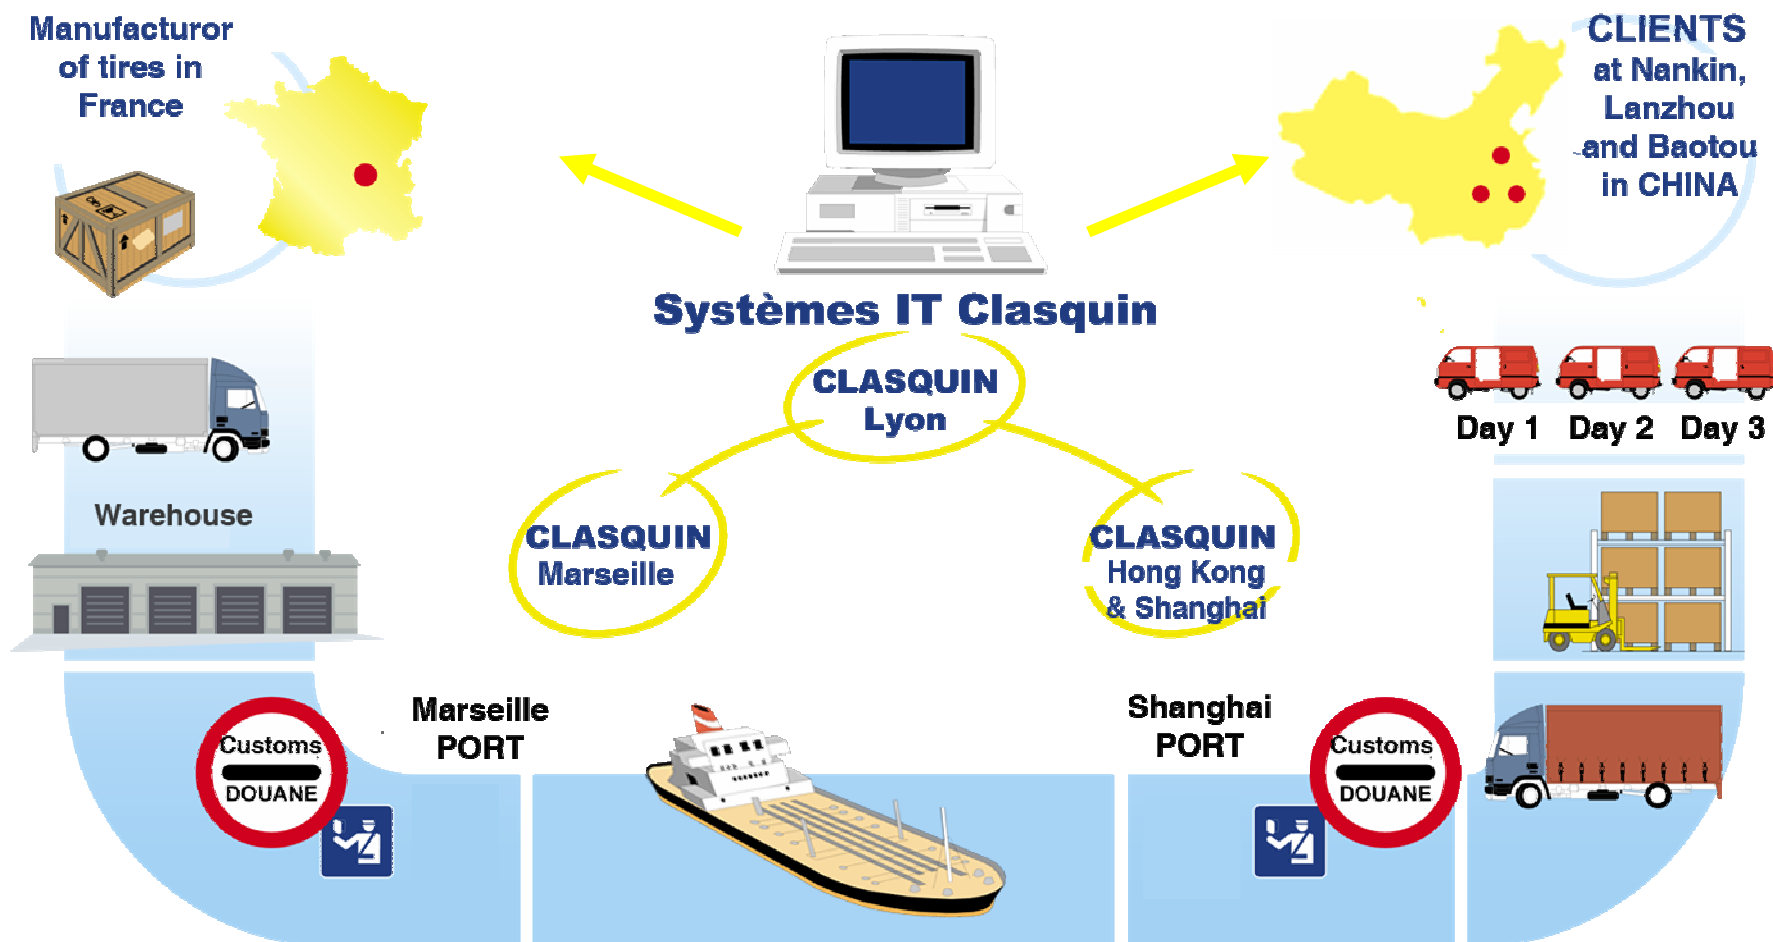 Manufacturor
of tires in
France
CLIENTS
at Nankin,
Lanzhou
and Baotou
in CHINA
Systèmes IT Clasquin
CLASQUIN
Lyon
Day 1 Day 2 Day 3
Warehouse
CLASQUIN
Marseille
CLASQUIN
Hong Kong
& Shanghai
Marseille
PORT
Shanghai
PORT
Customs
DOUANE
Customs
DOUANE